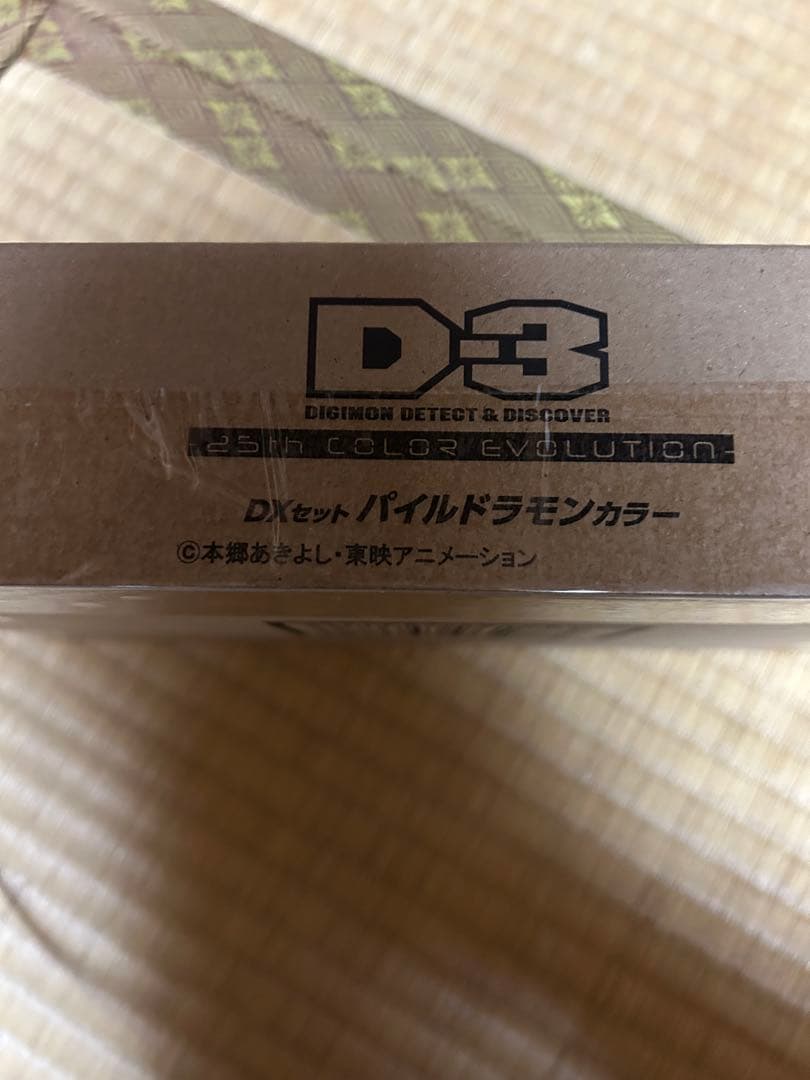 D-3
DIGIMON DETECT & DISCOVER
-25th COLOR EVOLUTION-
DXセット パイルドラモンカラー
©本郷あきよし・東映アニメーション